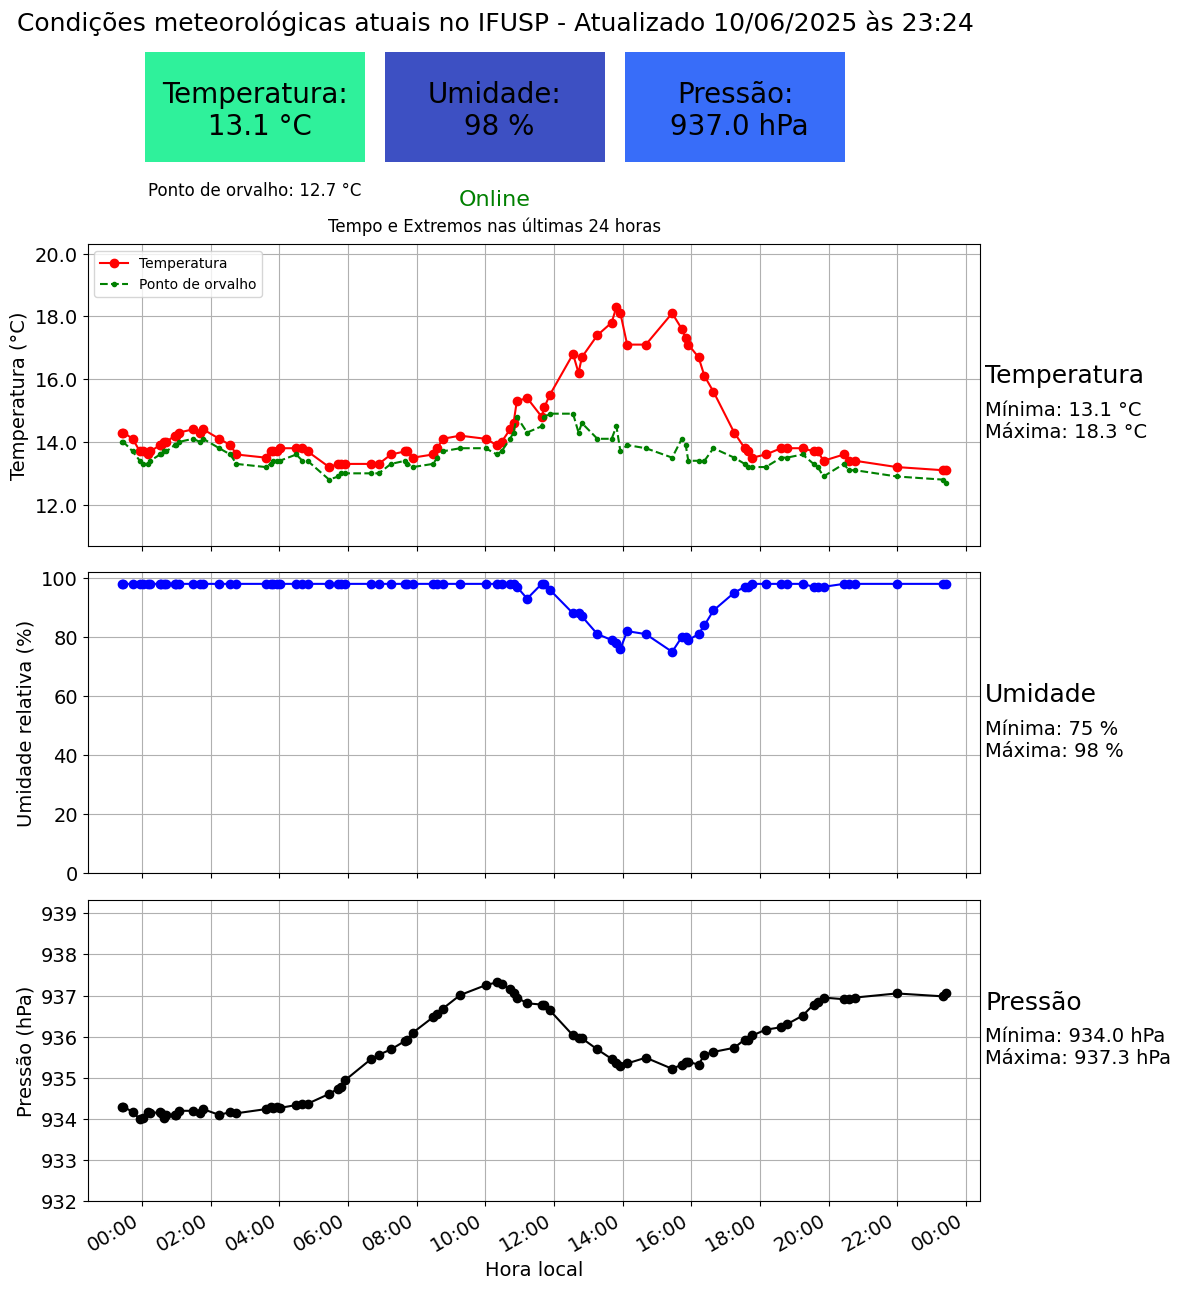 Condições meteorológicas atuais no IFUSP - Atualizado 10/06/2025 às 23:24
Temperatura:
13.1 °C
Umidade:
98 %
Pressão:
937.0 hPa
Ponto de orvalho: 12.7 °C
Online
Tempo e Extremos nas últimas 24 horas
Temperatura
Ponto de orvalho
Temperatura (°C)
20.0
18.0
16.0
14.0
12.0
Temperatura
Mínima: 13.1 °C
Máxima: 18.3 °C
Umidade relativa (%)
100
80
60
40
20
0
Umidade
Mínima: 75 %
Máxima: 98 %
Pressão (hPa)
939
938
937
936
935
934
933
932
Pressão
Mínima: 934.0 hPa
Máxima: 937.3 hPa
00:00 02:00 04:00 06:00 08:00 10:00 12:00 14:00 16:00 18:00 20:00 22:00 00:00
Hora local